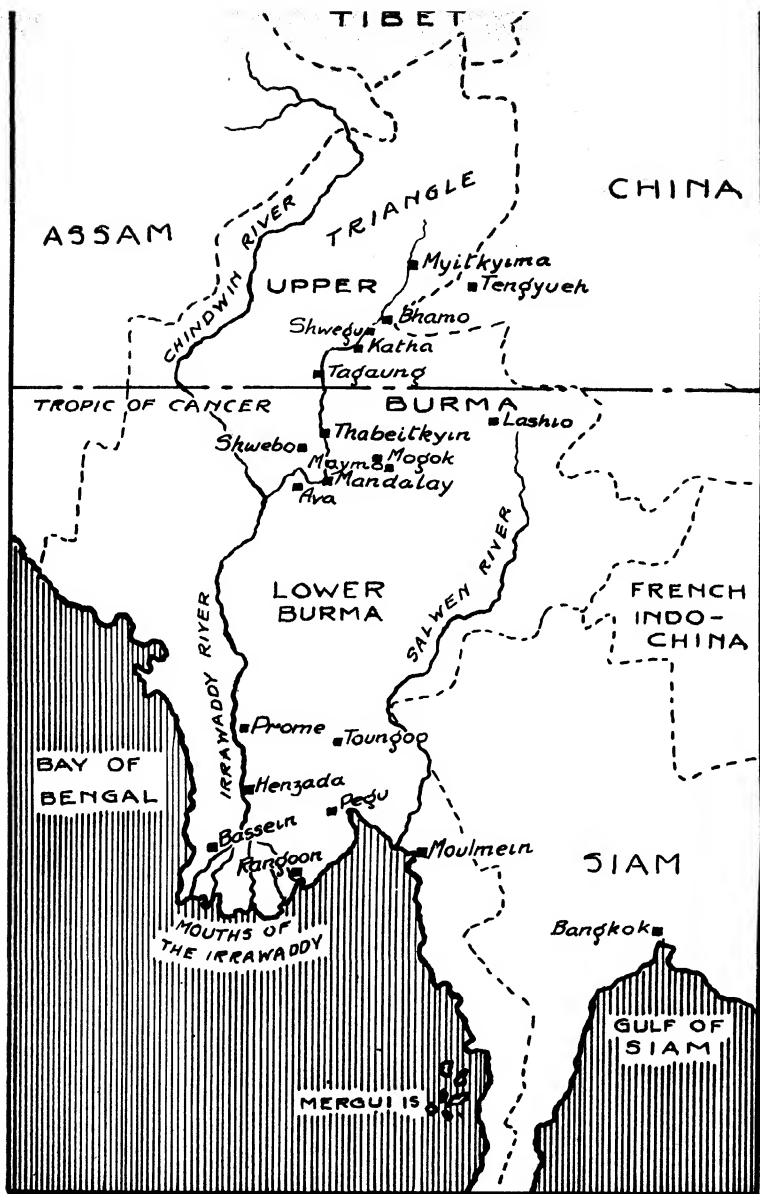 TIBET
CHINA
ASSAM
CHINDWIN RIVER
TRIANGLE
UPPER
Myitkyima
Tengyueh
Bhamo
Shwegu
Katha
Tagaung
TROPIC OF CANCER
BURMA
Lashio
Thabeitkyin
Shwebo
Mogok
Maymo
Mandalay
Ava
LOWER
BURMA
SALWEN RIVER
FRENCH
INDO-
CHINA
IRRAWADDY RIVER
Prome
Toungoo
BAY OF
BENGAL
Henzada
Pegu
Bassein
Rangoon
Moulmein
SIAM
MOUTHS OF
THE IRRAWADDY
Bangkok
GULF OF
SIAM
MERGUI IS